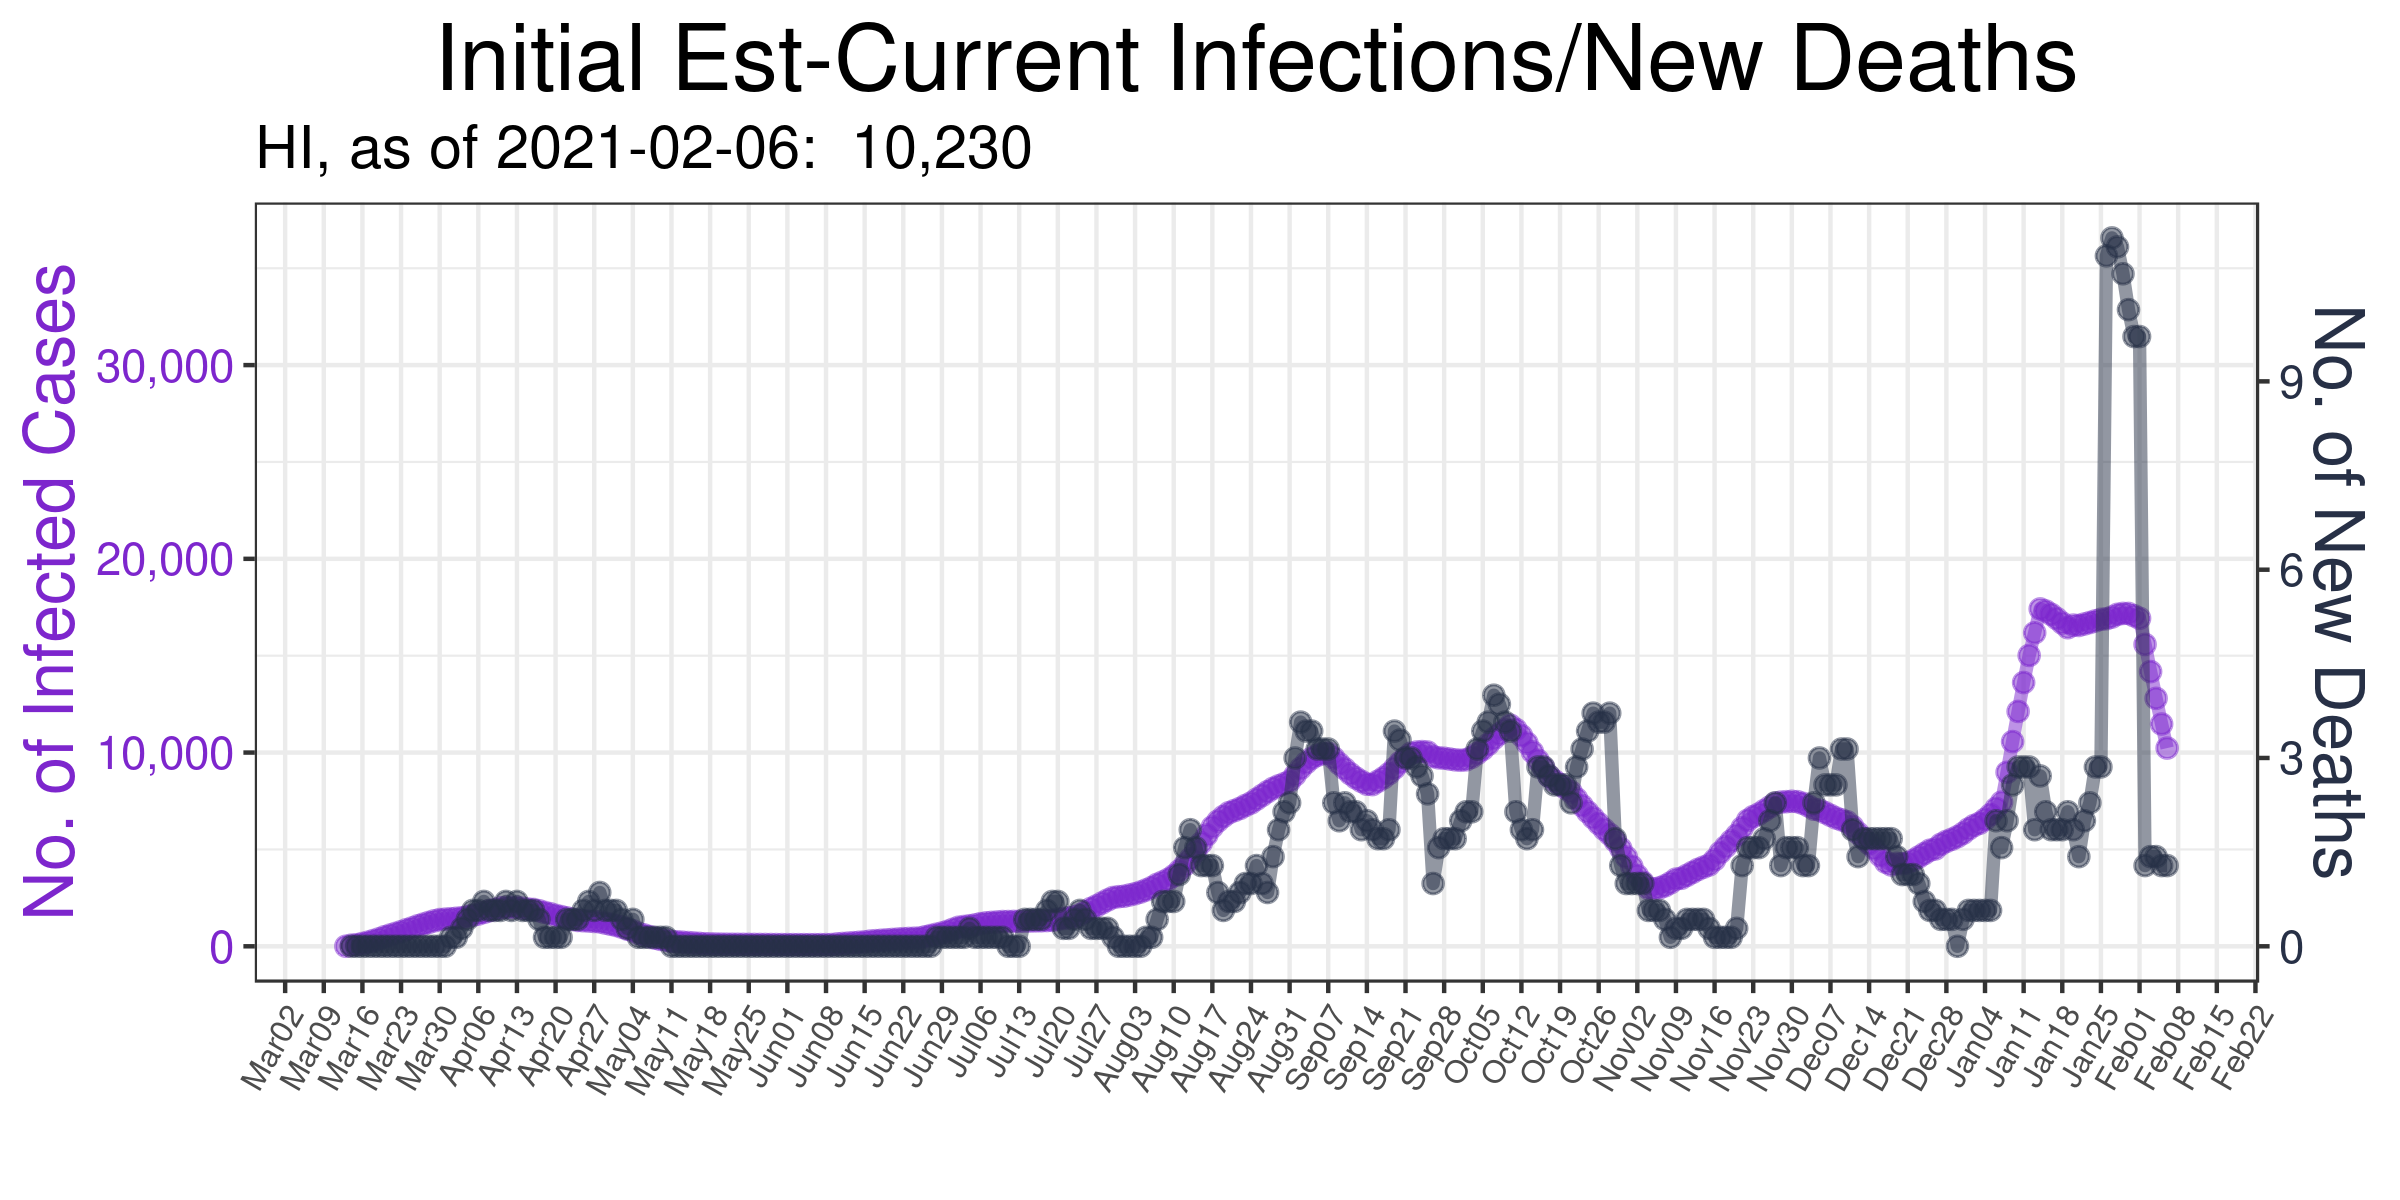 Initial Est-Current Infections/New Deaths
HI, as of 2021-02-06:  10,230
No. of Infected Cases
30,000
20,000
10,000
0
No. of New Deaths
9
6
3
0
Mar02
Mar09
Mar16
Mar23
Mar30
Apr06
Apr13
Apr20
Apr27
May04
May11
May18
May25
Jun01
Jun08
Jun15
Jun22
Jun29
Jul06
Jul13
Jul20
Jul27
Aug03
Aug10
Aug17
Aug24
Aug31
Sep07
Sep14
Sep21
Sep28
Oct05
Oct12
Oct19
Oct26
Nov02
Nov09
Nov16
Nov23
Nov30
Dec07
Dec14
Dec21
Dec28
Jan04
Jan11
Jan18
Jan25
Feb01
Feb08
Feb15
Feb22